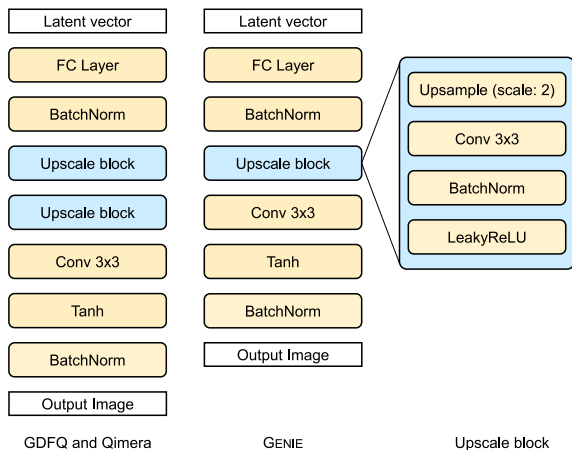 Latent vector
FC Layer
BatchNorm
Upscale block
Upscale block
Conv 3x3
Tanh
BatchNorm
Output Image
GDFQ and Qimera
Latent vector
FC Layer
BatchNorm
Upscale block
Conv 3x3
Tanh
BatchNorm
Output Image
GENIE
Upsample (scale: 2)
Conv 3x3
BatchNorm
LeakyReLU
Upscale block